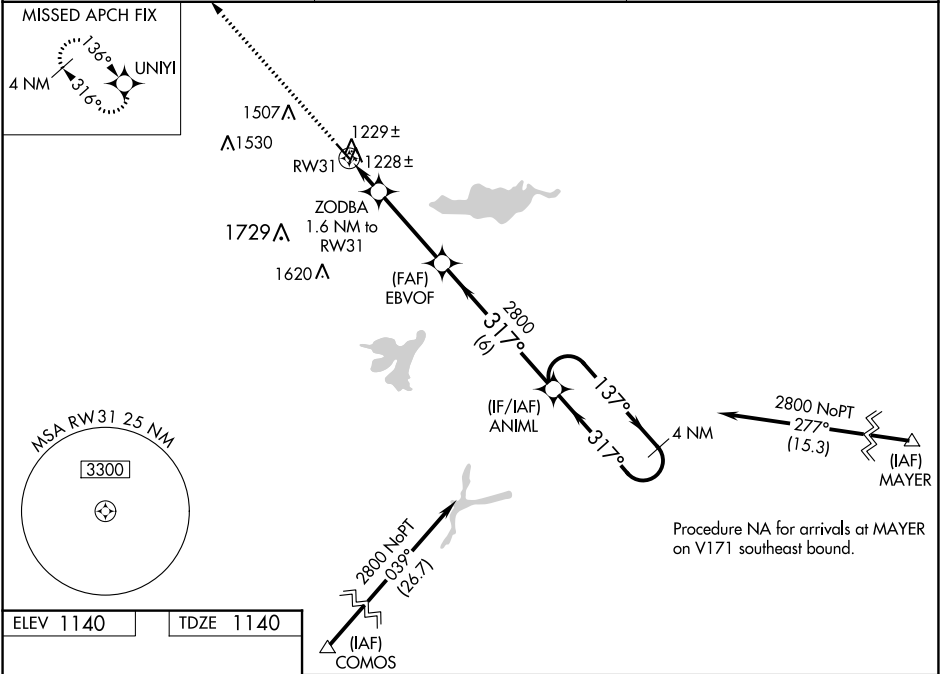 MISSED APCH FIX
136°
UNIYI
4 NM
316°
1507
1530
1229±
RW31
1228±
ZODBA
1.6 NM to
RW31
1729
1620
(FAF)
EBVOF
2800
317°
(6)
(IF/IAF)
ANIML
137°
317°
4 NM
2800 NoPT
277°
(15.3)
(IAF)
MAYER
MSA RW31 25 NM
3300
Procedure NA for arrivals at MAYER
on V171 southeast bound.
2800 NoPT
039°
(26.7)
(IAF)
COMOS
ELEV 1140
TDZE 1140